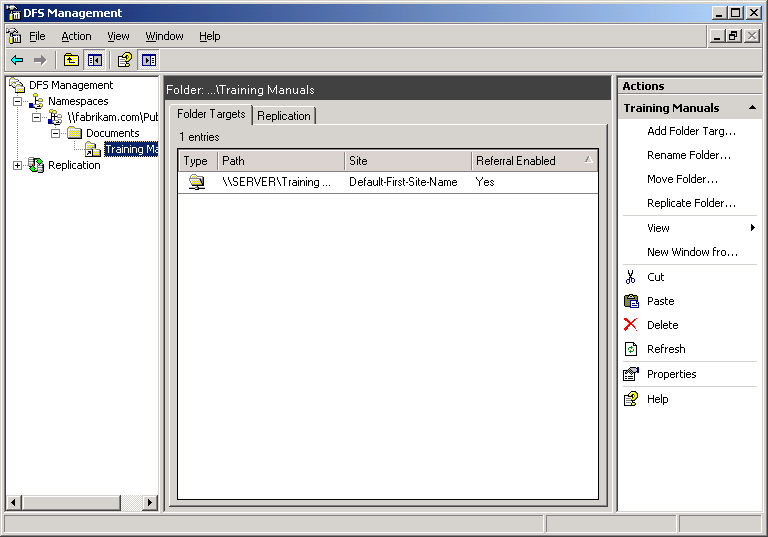 DFS Management
File Action View Window Help
DFS Management
Namespaces
\\fabrikam.com\Pub
Documents
Training Ma
Replication
Folder: ...\Training Manuals
Folder Targets Replication
1 entries
Type Path Site Referral Enabled
\\SERVER\Training ... Default-First-Site-Name Yes
Actions
Training Manuals
Add Folder Targ...
Rename Folder...
Move Folder...
Replicate Folder...
View
New Window fro...
Cut
Paste
Delete
Refresh
Properties
Help